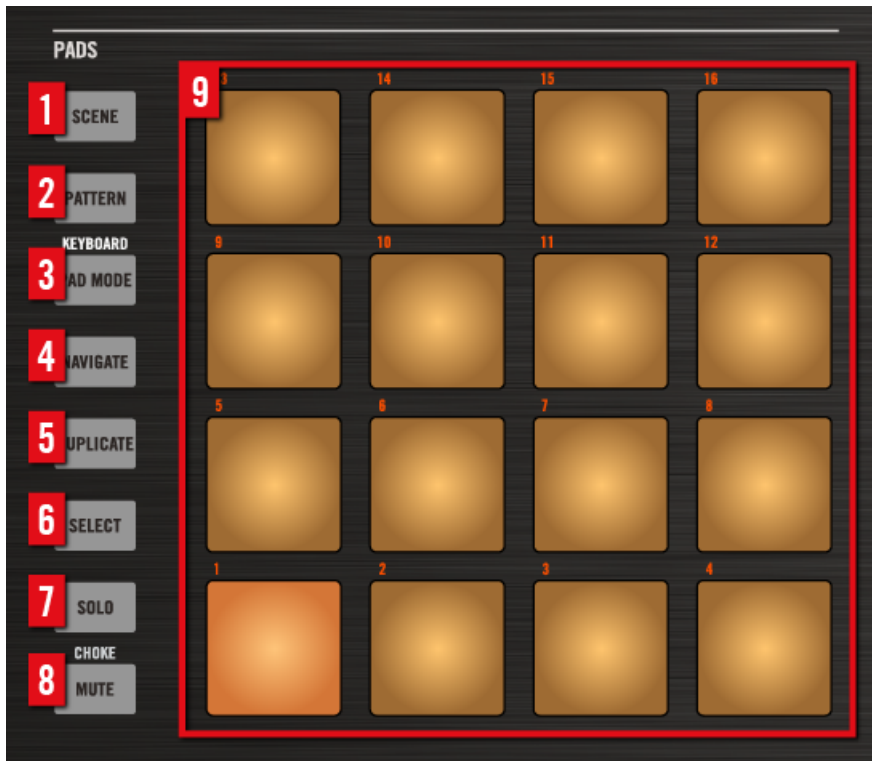 PADS
1 SCENE
2 PATTERN
KEYBOARD
3 AD MODE
4 NAVIGATE
5 UPLICATE
6 SELECT
7 SOLO
CHOKE
8 MUTE
9 3 14 15 16
9 10 11 12
5 6 7 8
1 2 3 4